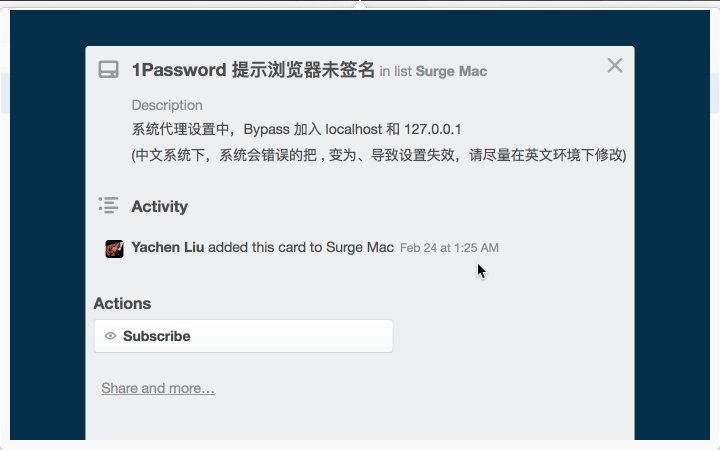 1Password 提示浏览器未签名 in list Surge Mac
Description
系统代理设置中，Bypass 加入 localhost 和 127.0.0.1
(中文系统下，系统会错误的把 , 变为、导致设置失效，请尽量在英文环境下修改)
Activity
Yachen Liu added this card to Surge Mac Feb 24 at 1:25 AM
Actions
Subscribe
Share and more...